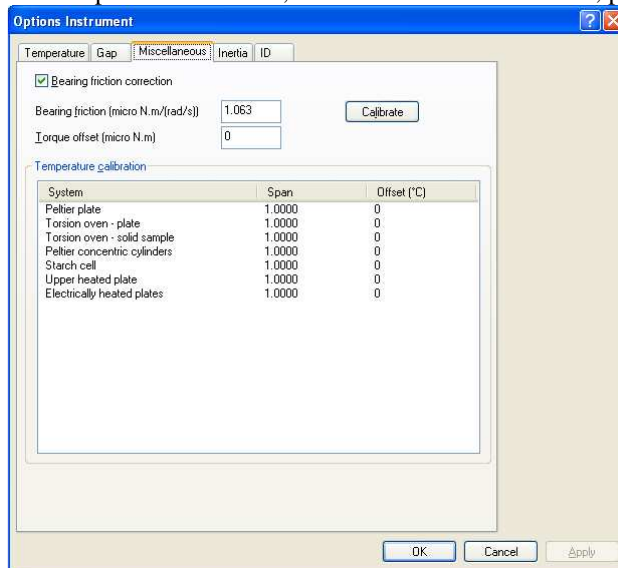 Options Instrument
Temperature Gap Miscellaneous Inertia ID
Bearing friction correction
Bearing friction (micro N.m/(rad/s)) 1.063 Calibrate
Torque offset (micro N.m) 0
Temperature calibration
System Span Offset (°C)
Peltier plate 1.0000 0
Torsion oven - plate 1.0000 0
Torsion oven - solid sample 1.0000 0
Peltier concentric cylinders 1.0000 0
Starch cell 1.0000 0
Upper heated plate 1.0000 0
Electrically heated plates 1.0000 0
OK Cancel Apply